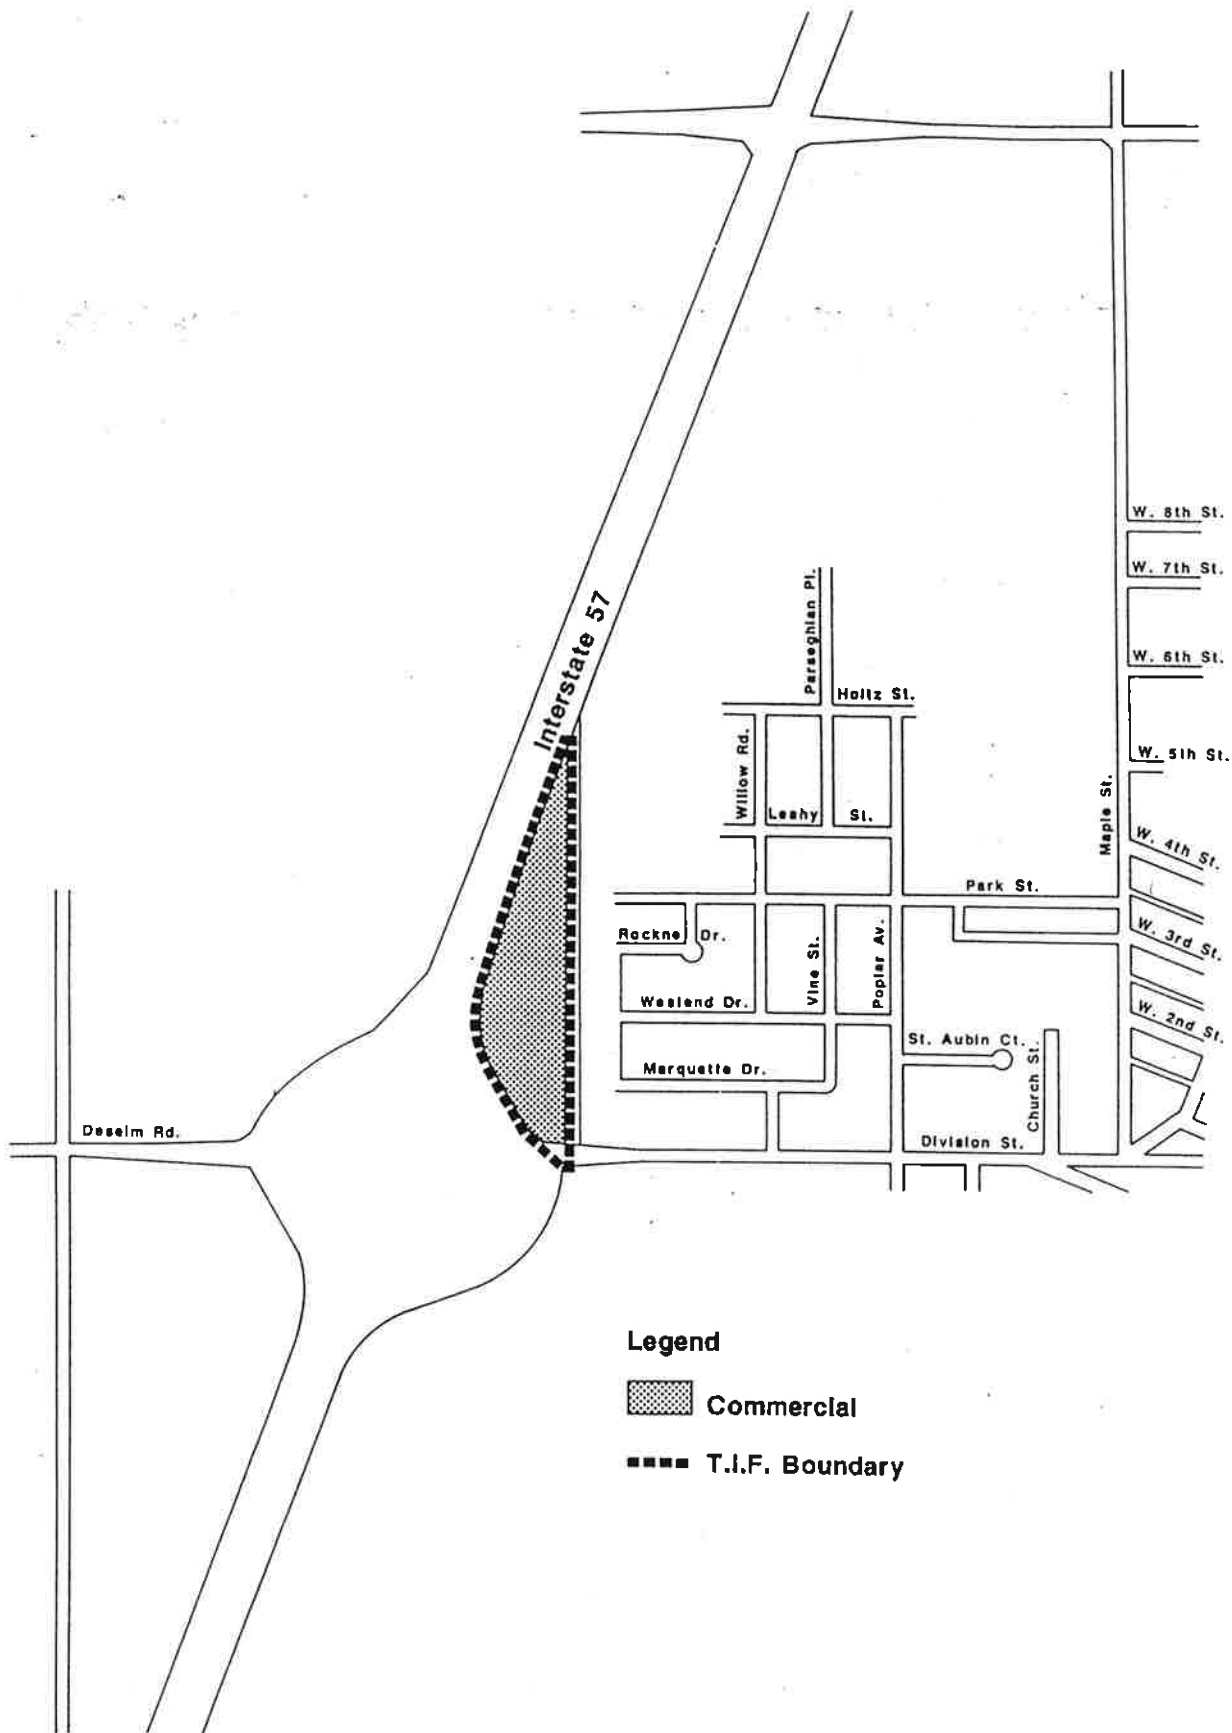 W. 8th St.
W. 7th St.
Parseghian Pl.
Interstate 57
W. 6th St.
Holtz St.
Willow Rd.
W. 5th St.
Leahy St.
Maple St.
W. 4th St.
Park St.
Rockne Dr.
Vine St.
Poplar Av.
W. 3rd St.
Westend Dr.
W. 2nd St.
St. Aubin Ct.
Marquette Dr.
Church St.
Deselm Rd.
Division St.
Legend
Commercial
T.I.F. Boundary